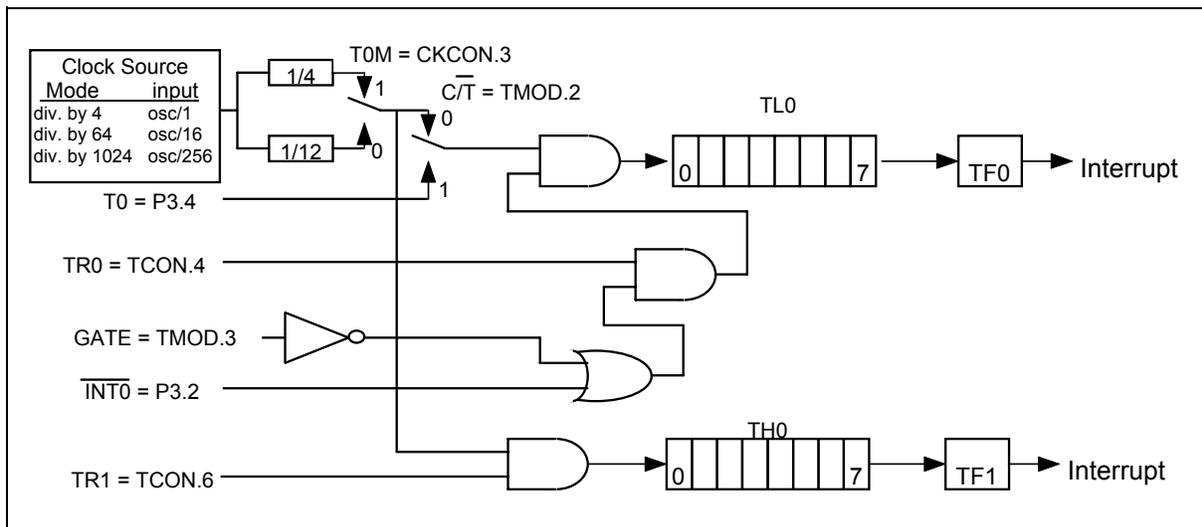 Clock Source
Mode input
div. by 4 osc/1
div. by 64 osc/16
div. by 1024 osc/256
1/4
1/12
T0M = CKCON.3
1
0
C/T̅ = TMOD.2
0
1
T0 = P3.4
TL0
0 7
TF0
Interrupt
TR0 = TCON.4
GATE = TMOD.3
I̅N̅T̅0̅ = P3.2
TR1 = TCON.6
TH0
0 7
TF1
Interrupt